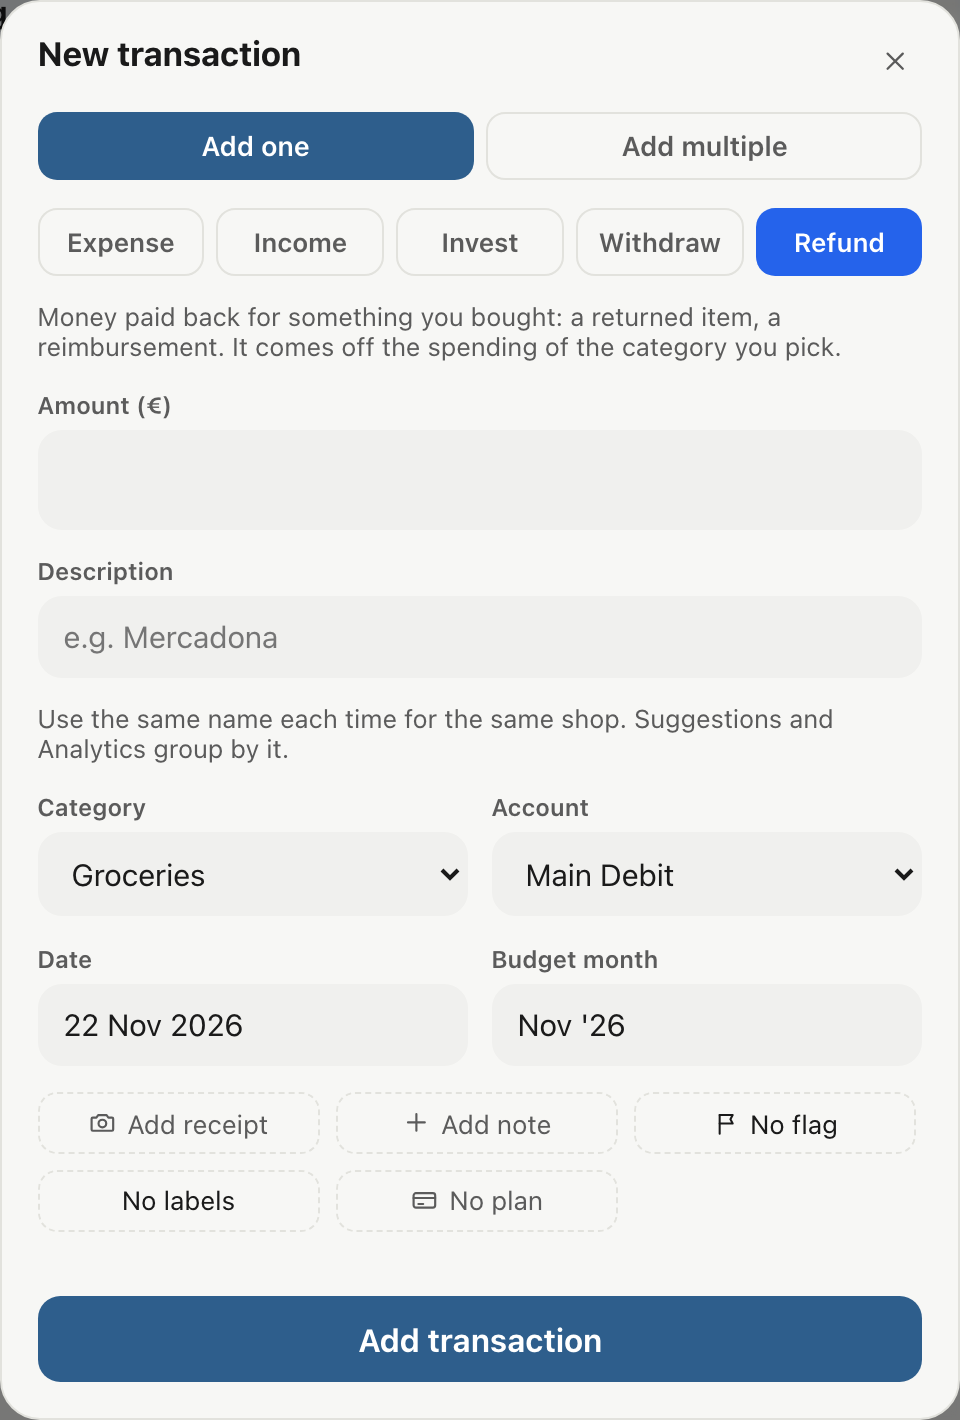 New transaction
Add one
Add multiple
Expense
Income
Invest
Withdraw
Refund
Money paid back for something you bought: a returned item, a
reimbursement. It comes off the spending of the category you pick.
Amount (€)
Description
e.g. Mercadona
Use the same name each time for the same shop. Suggestions and
Analytics group by it.
Category
Account
Groceries
Main Debit
Date
Budget month
22 Nov 2026
Nov '26
Add receipt
Add note
No flag
No labels
No plan
Add transaction